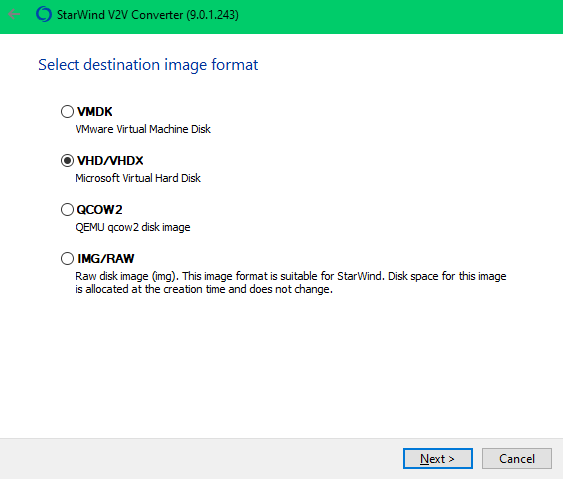 StarWind V2V Converter (9.0.1.243)
Select destination image format
VMDK
VMware Virtual Machine Disk
VHD/VHDX
Microsoft Virtual Hard Disk
QCOW2
QEMU qcow2 disk image
IMG/RAW
Raw disk image (img). This image format is suitable for StarWind. Disk space for this image
is allocated at the creation time and does not change.
Next > Cancel